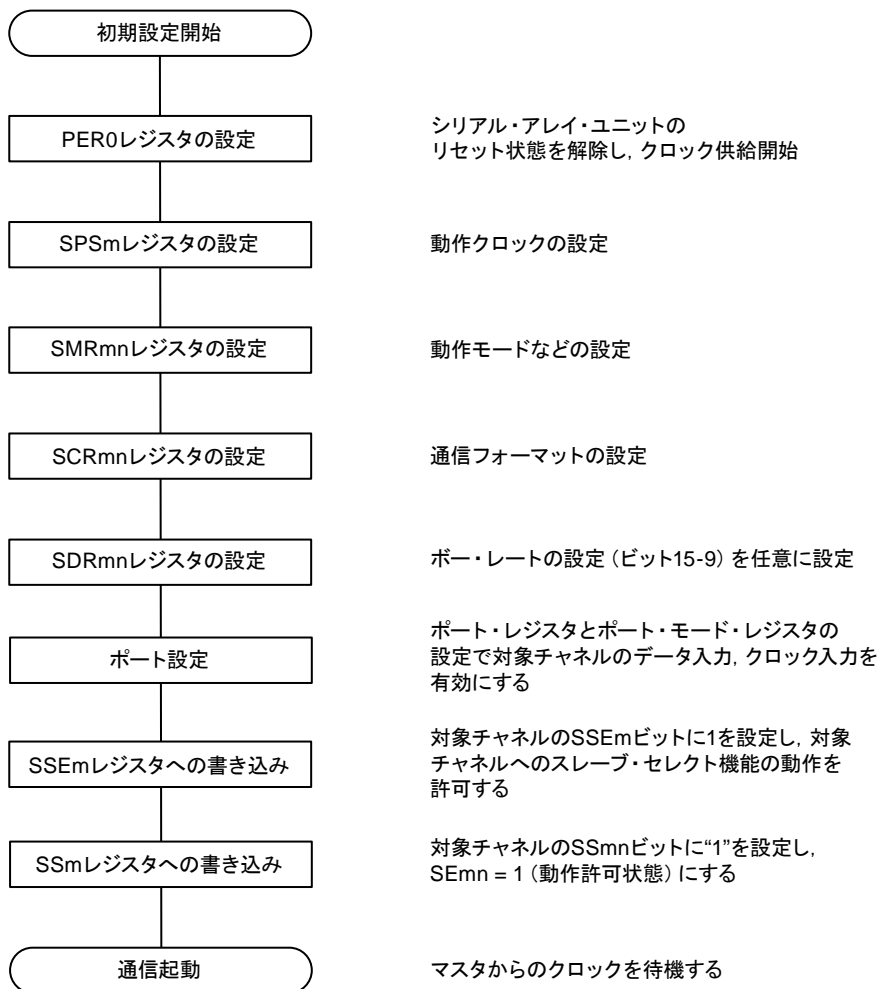 初期設定開始
PER0レジスタの設定
シリアル・アレイ・ユニットの
リセット状態を解除し, クロック供給開始
SPSmレジスタの設定
動作クロックの設定
SMRmnレジスタの設定
動作モードなどの設定
SCRmnレジスタの設定
通信フォーマットの設定
SDRmnレジスタの設定
ボー・レートの設定（ビット15-9）を任意に設定
ポート設定
ポート・レジスタとポート・モード・レジスタの
設定で対象チャネルのデータ入力, クロック入力を
有効にする
SSEmレジスタへの書き込み
対象チャネルのSSEmビットに1を設定し, 対象
チャネルへのスレーブ・セレクト機能の動作を
許可する
SSmレジスタへの書き込み
対象チャネルのSSmnビットに“1”を設定し,
SEmn = 1（動作許可状態）にする
通信起動
マスタからのクロックを待機する